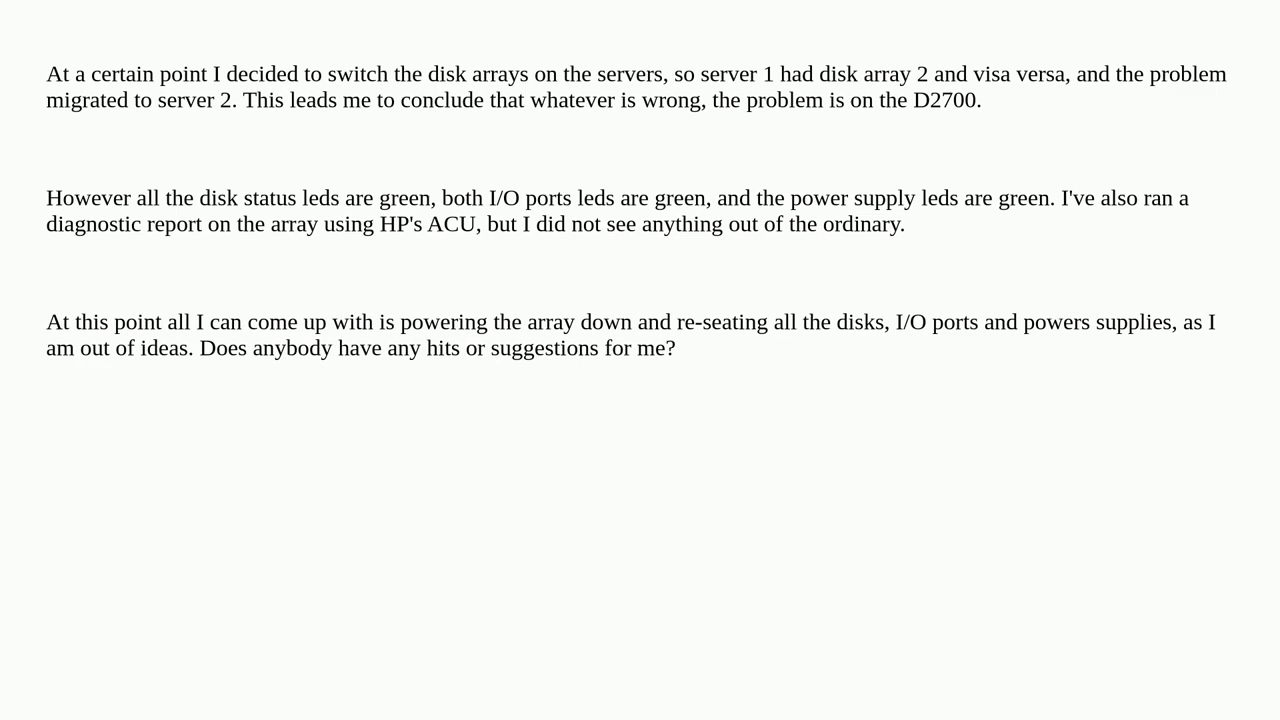 At a certain point I decided to switch the disk arrays on the servers, so server 1 had disk array 2 and visa versa, and the problem
migrated to server 2. This leads me to conclude that whatever is wrong, the problem is on the D2700.
However all the disk status leds are green, both I/O ports leds are green, and the power supply leds are green. I've also ran a
diagnostic report on the array using HP's ACU, but I did not see anything out of the ordinary.
At this point all I can come up with is powering the array down and re-seating all the disks, I/O ports and powers supplies, as I
am out of ideas. Does anybody have any hits or suggestions for me?